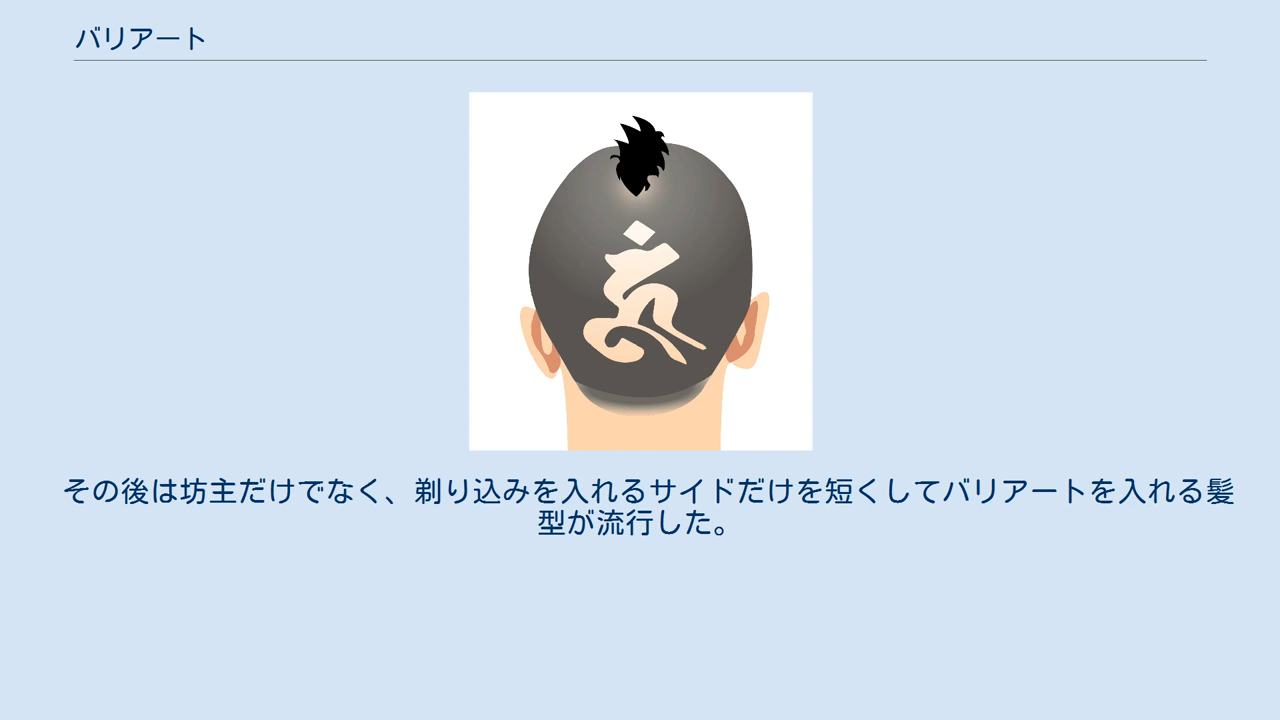 バリアート
その後は坊主だけでなく、剃り込みを入れるサイドだけを短くしてバリアートを入れる髪
型が流行した。